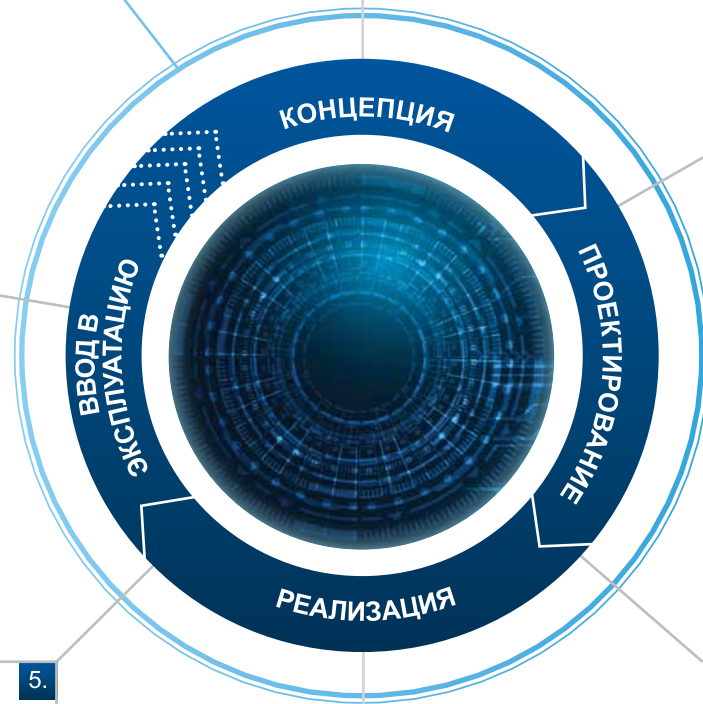 КОНЦЕПЦИЯ
ПРОЕКТИРОВАНИЕ
РЕАЛИЗАЦИЯ
ВВОД В
ЭКСПЛУАТАЦИЮ
5.